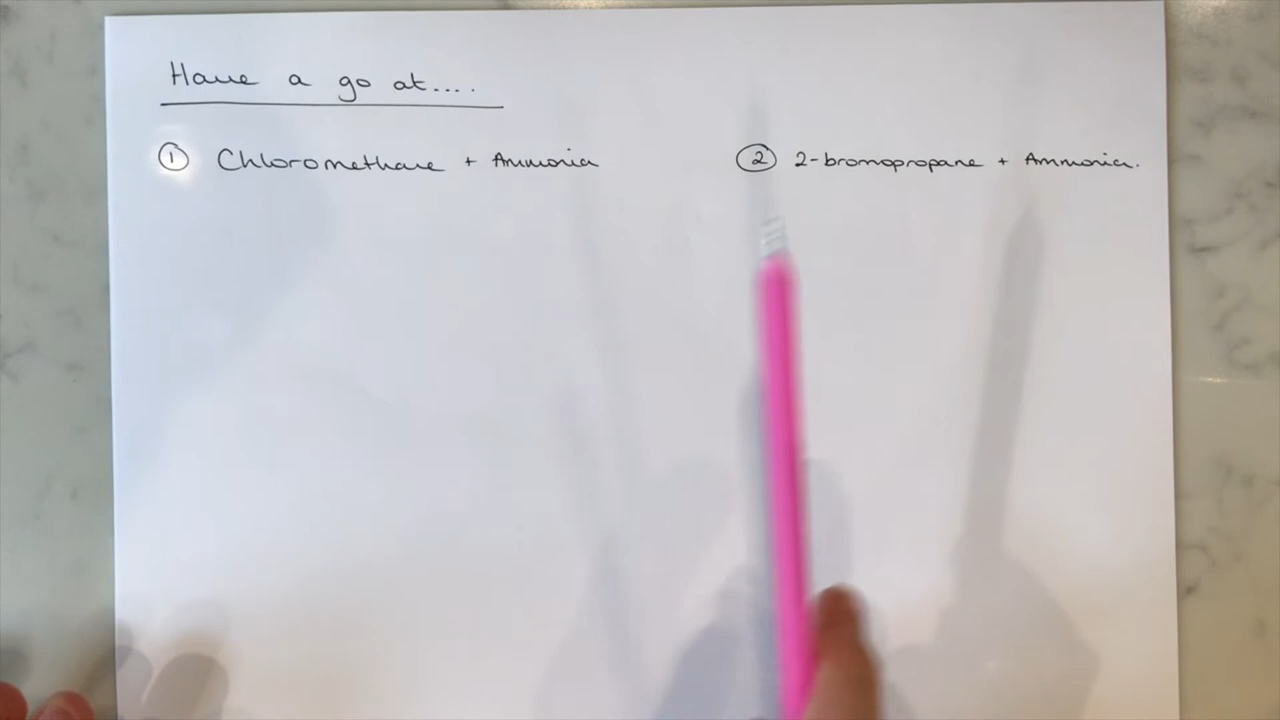 Have a go at....
① Chloromethane + Ammonia
② 2-bromopropane + Ammonia.